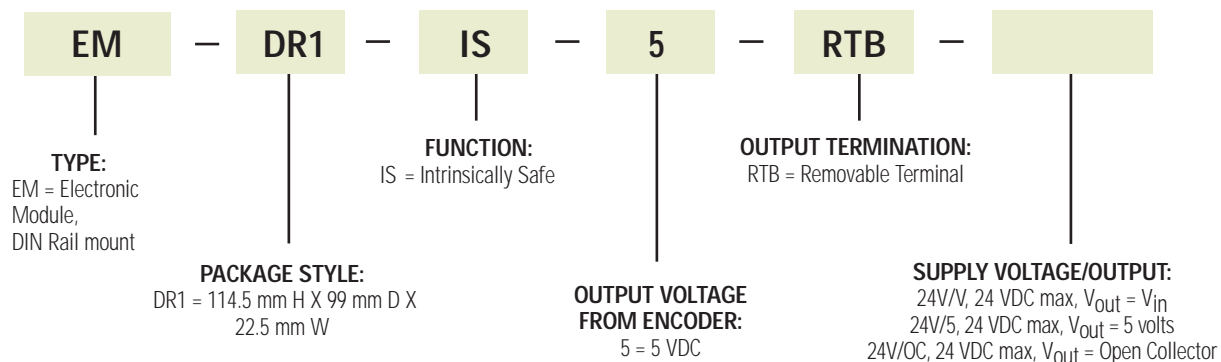 EM – DR1 – IS – 5 – RTB –
TYPE:
EM = Electronic
Module,
DIN Rail mount
PACKAGE STYLE:
DR1 = 114.5 mm H X 99 mm D X
22.5 mm W
FUNCTION:
IS = Intrinsically Safe
OUTPUT VOLTAGE
FROM ENCODER:
5 = 5 VDC
OUTPUT TERMINATION:
RTB = Removable Terminal
SUPPLY VOLTAGE/OUTPUT:
24V/V, 24 VDC max, Vout = Vin
24V/5, 24 VDC max, Vout = 5 volts
24V/OC, 24 VDC max, Vout = Open Collector